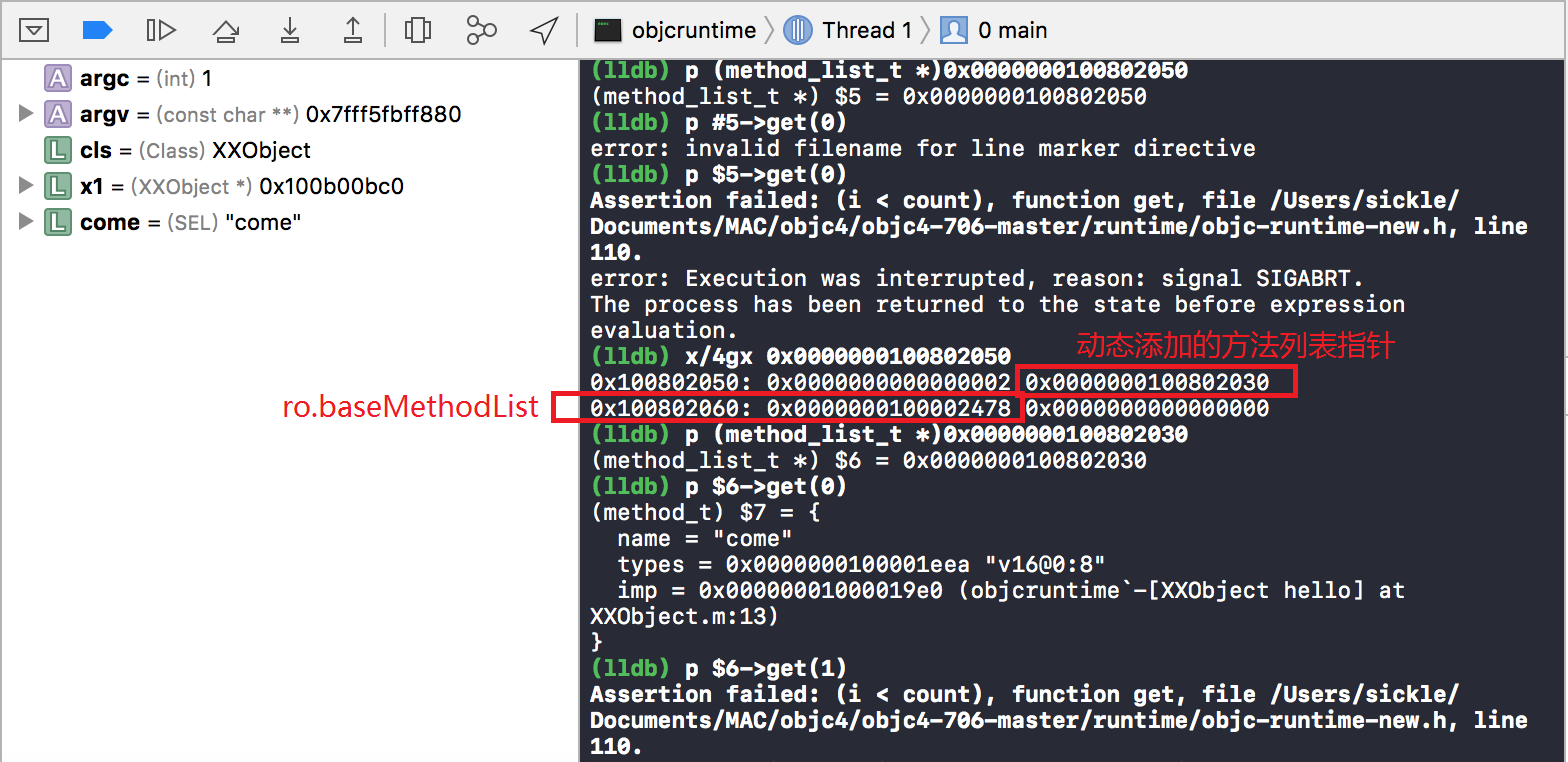 objcruntime Thread 1 0 main
A argc = (int) 1
A argv = (const char **) 0x7fff5fbff880
L cls = (Class) XXObject
L x1 = (XXObject *) 0x100b00bc0
L come = (SEL) "come"
(lldb) p (method_list_t *)0x0000000100802050
(method_list_t *) $5 = 0x0000000100802050
(lldb) p #5->get(0)
error: invalid filename for line marker directive
(lldb) p $5->get(0)
Assertion failed: (i < count), function get, file /Users/sickle/
Documents/MAC/objc4/objc4-706-master/runtime/objc-runtime-new.h, line
110.
error: Execution was interrupted, reason: signal SIGABRT.
The process has been returned to the state before expression
evaluation.
动态添加的方法列表指针
(lldb) x/4gx 0x0000000100802050
0x100802050: 0x0000000000000002 0x0000000100802030
ro.baseMethodList
0x100802060: 0x0000000100002478 0x0000000000000000
(lldb) p (method_list_t *)0x0000000100802030
(method_list_t *) $6 = 0x0000000100802030
(lldb) p $6->get(0)
(method_t) $7 = {
name = "come"
types = 0x0000000100001eea "v16@0:8"
imp = 0x00000001000019e0 (objcruntime`-[XXObject hello] at
XXObject.m:13)
}
(lldb) p $6->get(1)
Assertion failed: (i < count), function get, file /Users/sickle/
Documents/MAC/objc4/objc4-706-master/runtime/objc-runtime-new.h, line
110.